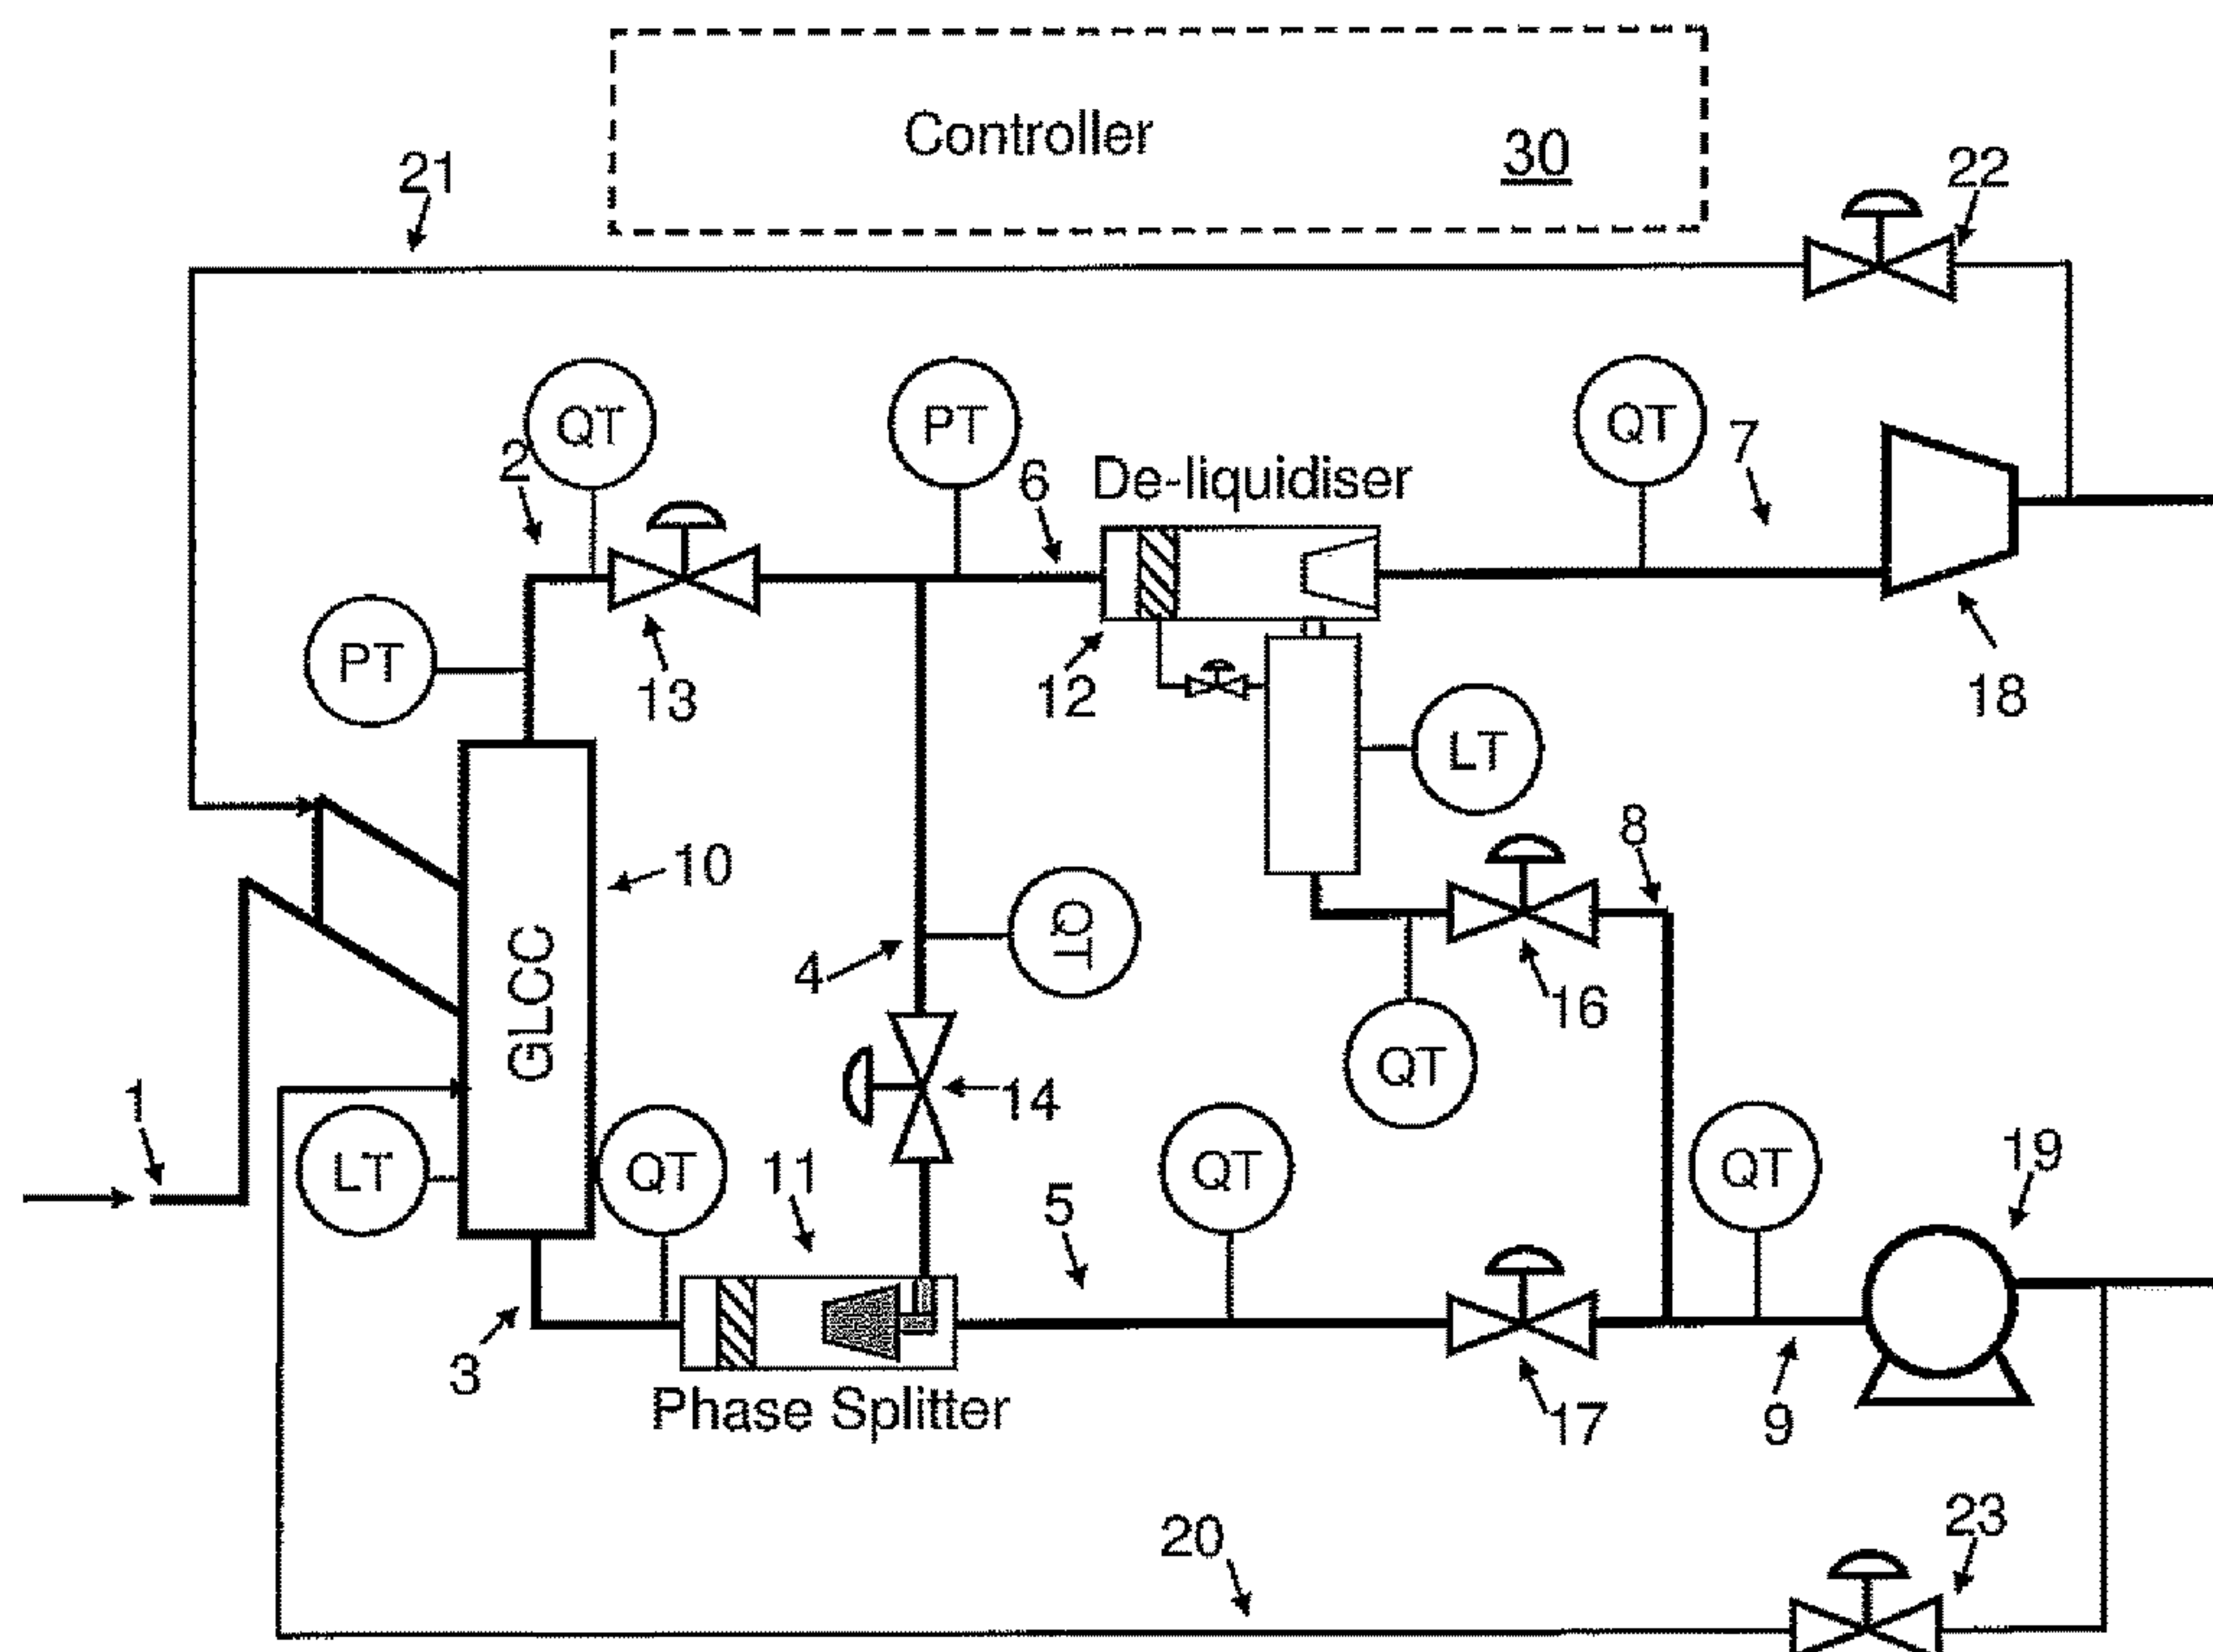 Controller
30
21
22
QT
PT
QT
2
6
De-liquidiser
7
PT
13
12
18
LT
8
10
GLCC
4
QT
16
QT
1
14
LT
QT
11
QT
QT
19
5
3
Phase Splitter
17
9
20
23